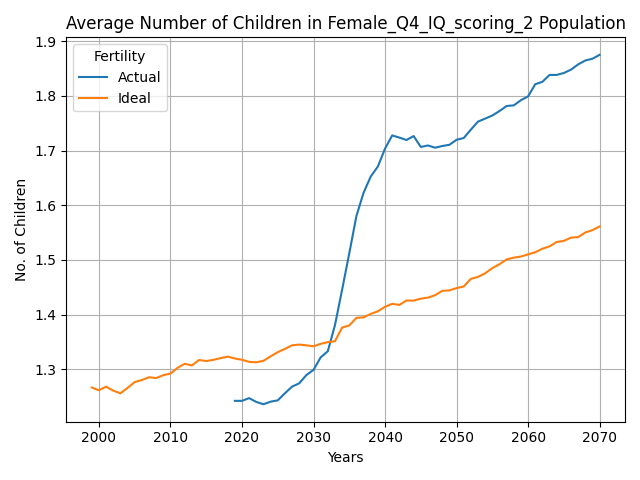 Average Number of Children in Female_Q4_IQ_scoring_2 Population
Fertility
Actual
Ideal
No. of Children
1.9
1.8
1.7
1.6
1.5
1.4
1.3
2000 2010 2020 2030 2040 2050 2060 2070
Years